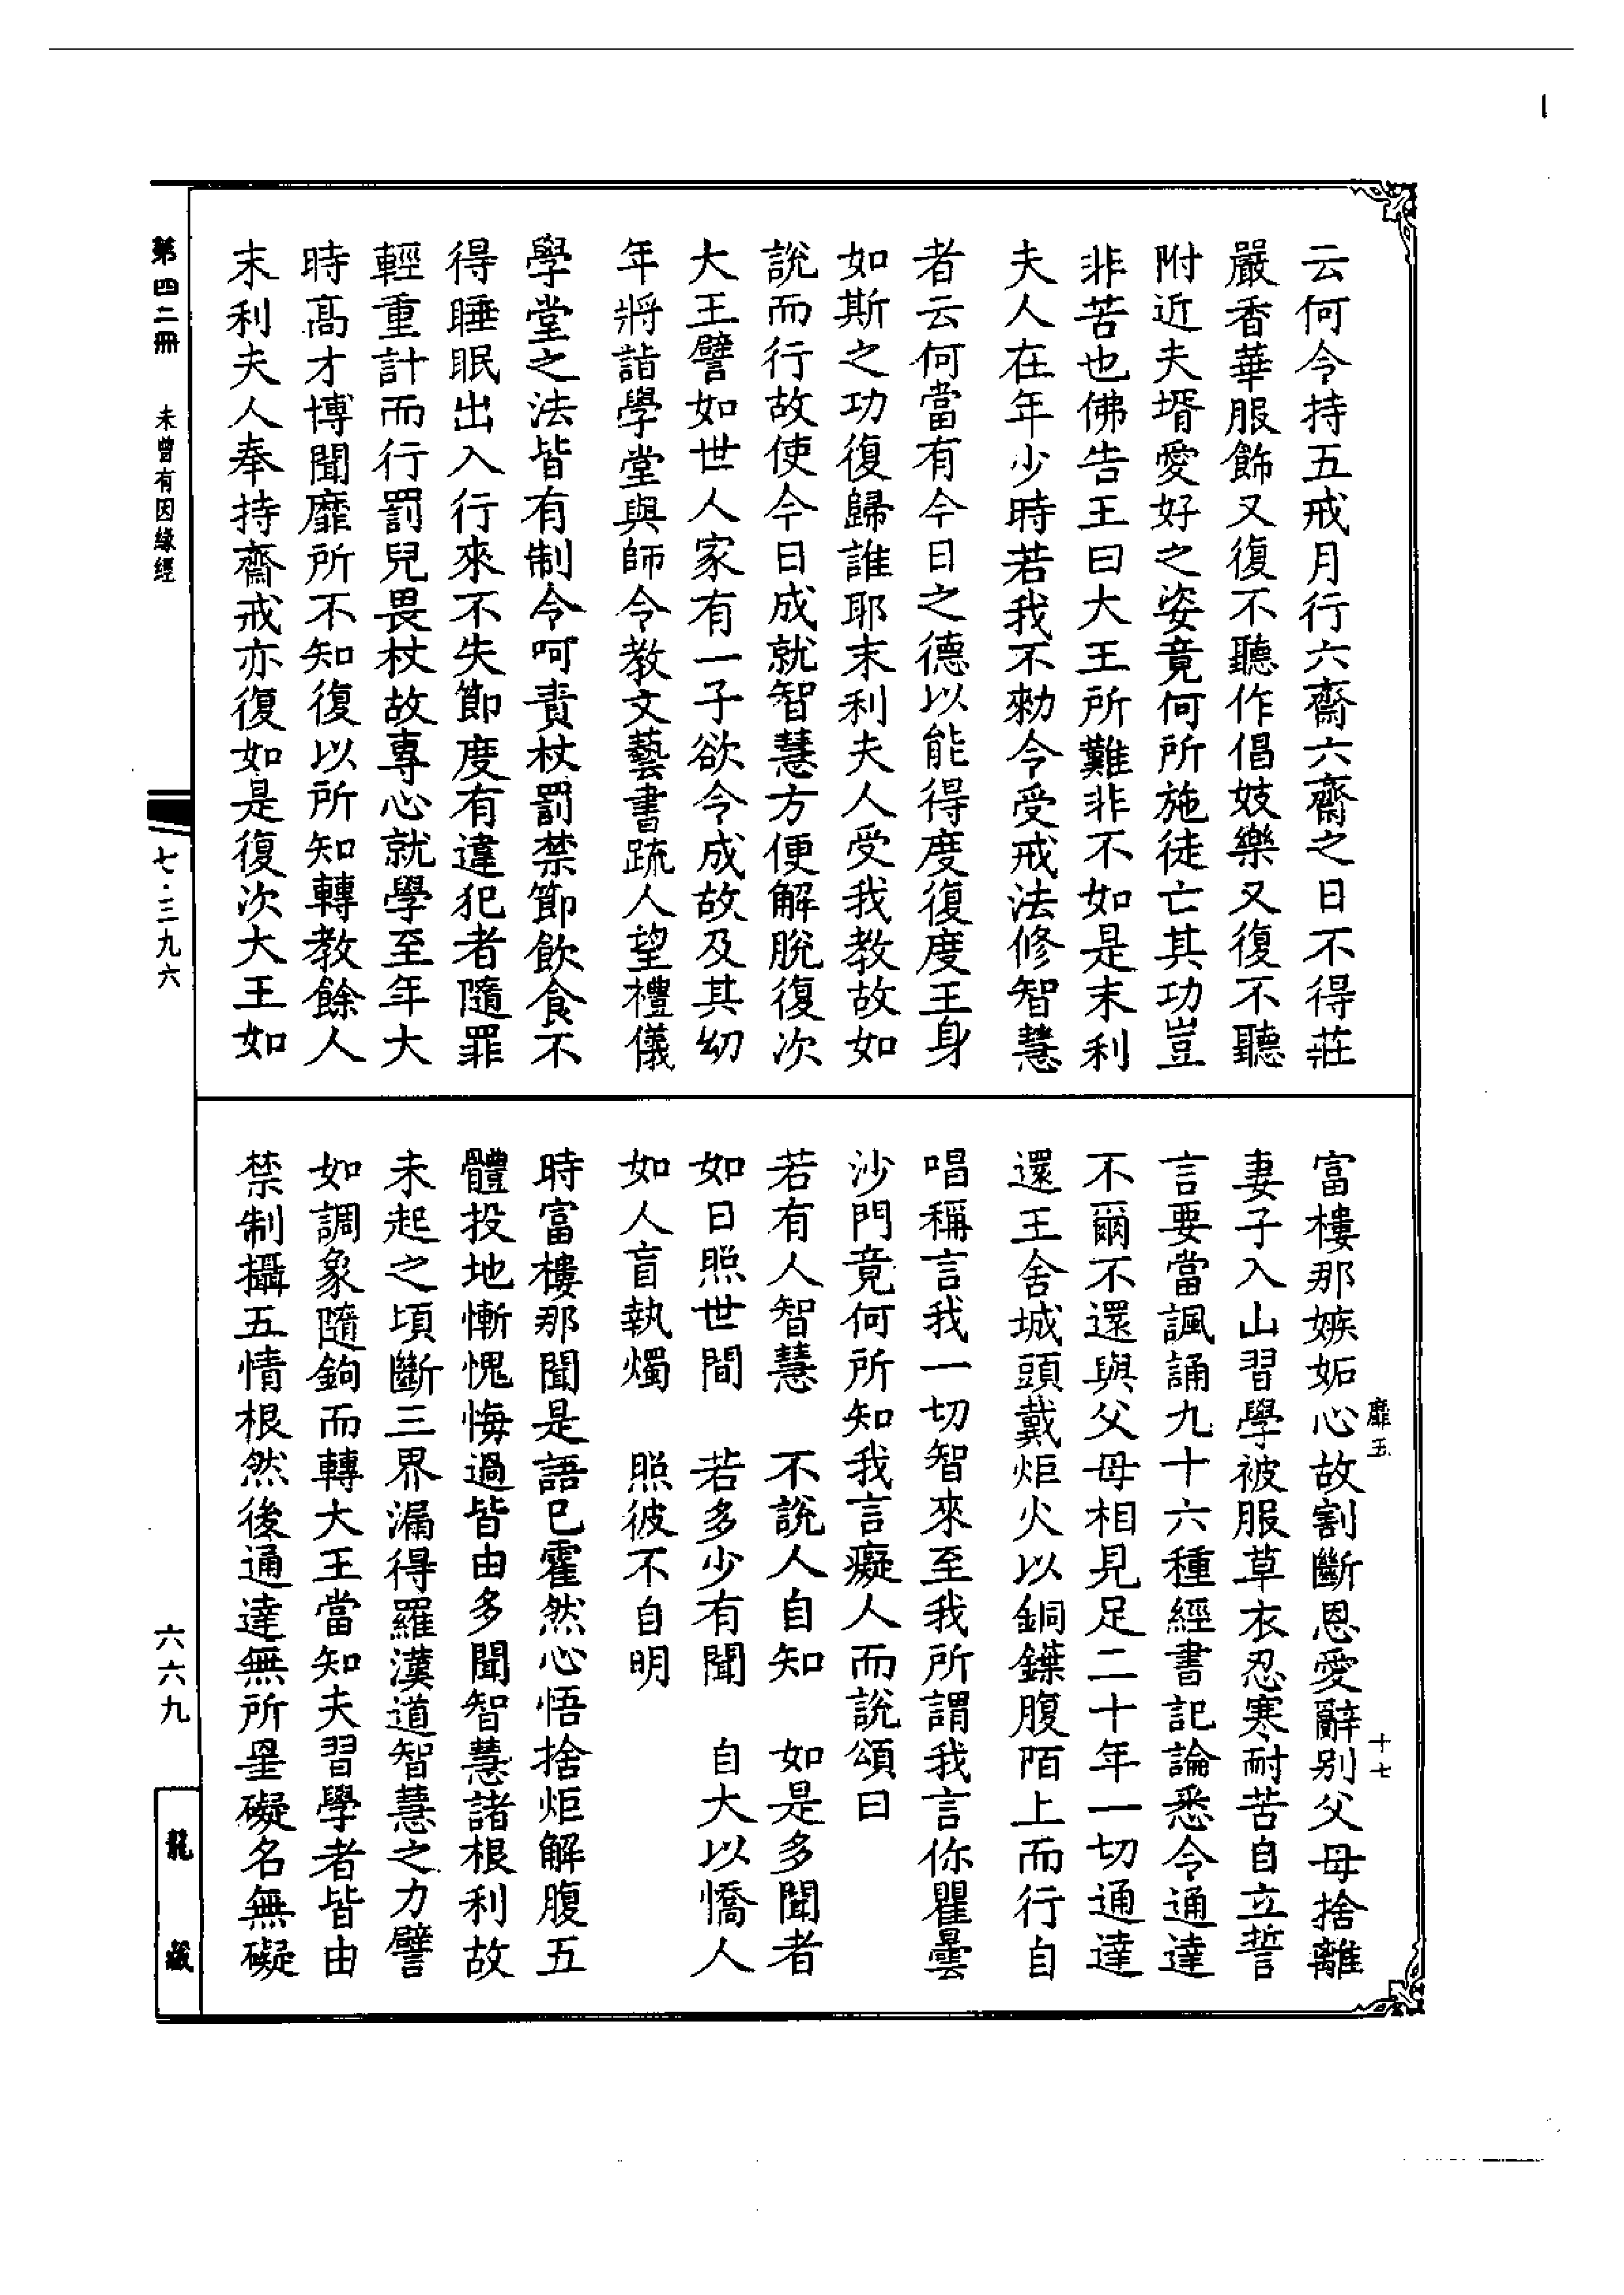 云何令持五戒月行六齋六齋之日不得莊
嚴香華服飾又復不聽作倡妓樂又復不聽
附近夫壻愛好之姿竟何所施徒亡其功豈
非苦也佛告王曰大王所難非不如是末利
夫人在年少時若我不勅令受戒法修智慧
者云何當有今日之德以能得度復度王身
如斯之功復歸誰耶末利夫人受我教故如
說而行故使今日成就智慧方便解脫復次
大王譬如世人家有一子欲令成故及其幼
年將詣學堂與師令教文藝書疏人望禮儀
學堂之法皆有制令呵責杖罰禁節飲食不
得睡眠出入行來不失節度有違犯者隨罪
輕重計而行罰兒畏杖故專心就學至年大
時高才博聞靡所不知復以所知轉教餘人
末利夫人奉持齋戒亦復如是復次大王如
富樓那嫉妬心故割斷恩愛辭别父母捨離
妻子入山習學被服草衣忍寒耐苦自立誓
言要當諷誦九十六種經書記論悉令通達
不爾不還與父母相見足二十年一切通達
還王舍城頭戴炬火以銅鍱腹陌上而行自
唱稱言我一切智來至我所謂我言你瞿曇
沙門竟何所知我言癡人而說頌曰
若有人智慧　不說人自知　如是多聞者
如日照世間　若多少有聞　自大以憍人
如人盲執燭　照彼不自明
時富樓那聞是語已霍然心悟捨炬解腹五
體投地慚愧悔過皆由多聞智慧諸根利故
未起之頃斷三界漏得羅漢道智慧之力譬
如調象隨鉤而轉大王當知夫習學者皆由
禁制攝五情根然後通達無所罣礙名無礙
靡五
十七
第四二冊
未曾有因緣經
七·三九六
六六九
龍藏